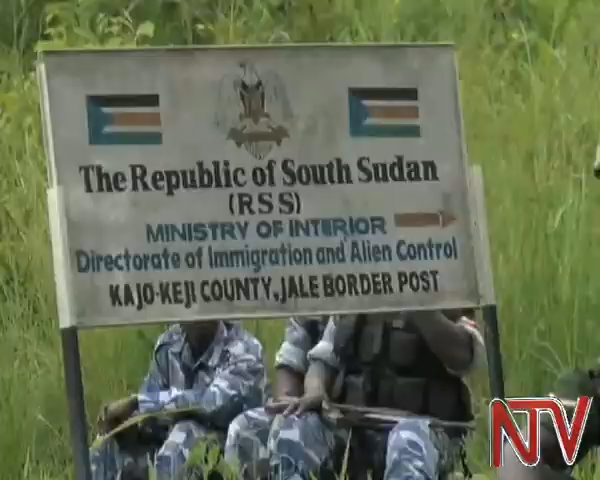 The Republic of South Sudan
(RSS)
MINISTRY OF INTERIOR
Directorate of Immigration and Alien Control
KAJO-KEJI COUNTY, JALE BORDER POST
NTV